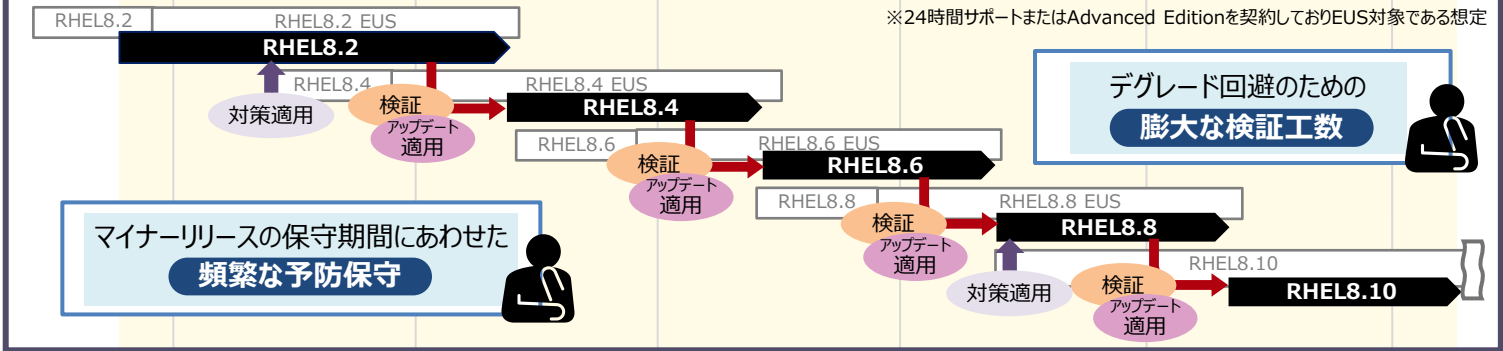 RHEL8.2
RHEL8.2 EUS
※24時間サポートまたはAdvanced Editionを契約しておりEUS対象である想定
RHEL8.2
RHEL8.4
RHEL8.4 EUS
対策適用
検証
アップデート
適用
RHEL8.4
デグレード回避のための
膨大な検証工数
RHEL8.6
RHEL8.6 EUS
検証
アップデート
適用
RHEL8.6
RHEL8.8
RHEL8.8 EUS
検証
アップデート
適用
RHEL8.8
マイナーリリースの保守期間にあわせた
頻繁な予防保守
RHEL8.10
対策適用
検証
アップデート
適用
RHEL8.10